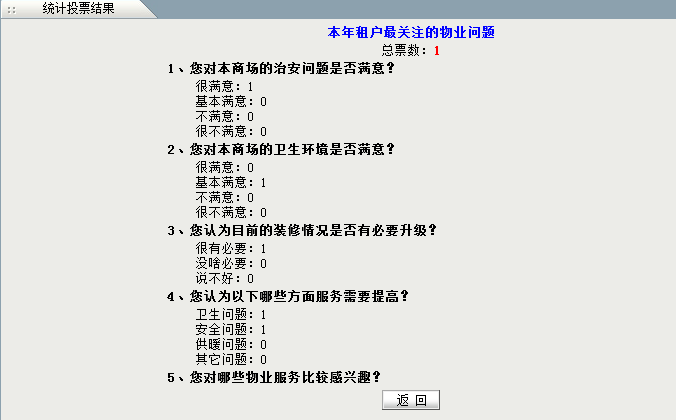 统计投票结果
本年租户最关注的物业问题
总票数：1
1、您对本商场的治安问题是否满意？
很满意：1
基本满意：0
不满意：0
很不满意：0
2、您对本商场的卫生环境是否满意？
很满意：0
基本满意：1
不满意：0
很不满意：0
3、您认为目前的装修情况是否有必要升级？
很有必要：1
没啥必要：0
说不好：0
4、您认为以下哪些方面服务需要提高？
卫生问题：1
安全问题：1
供暖问题：0
其它问题：0
5、您对哪些物业服务比较感兴趣？
返 回